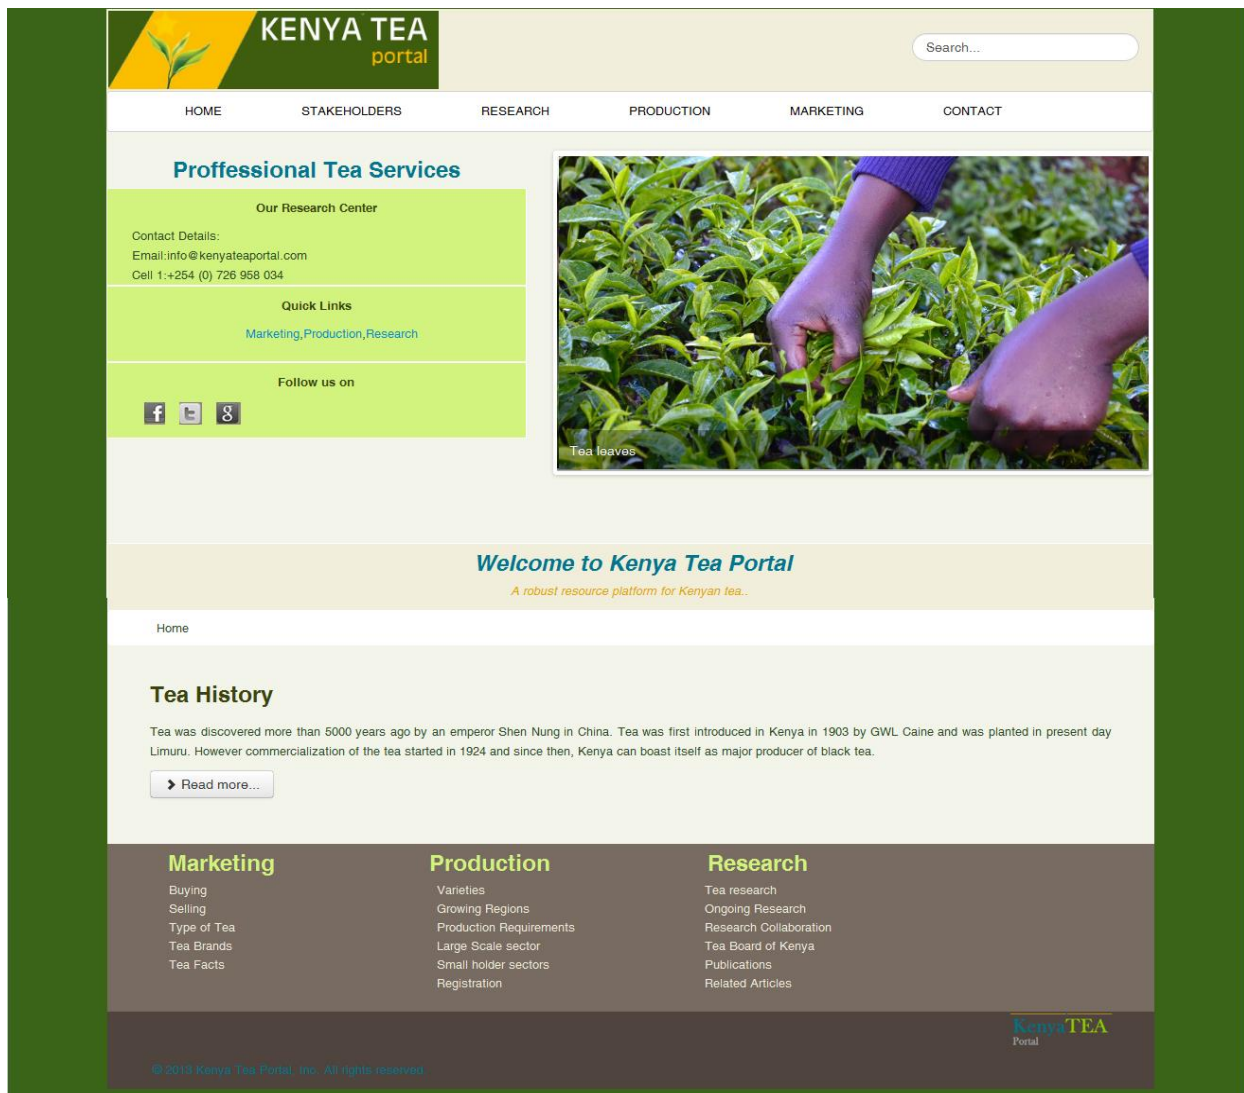 KENYA TEA
portal
Search...
HOME STAKEHOLDERS RESEARCH PRODUCTION MARKETING CONTACT
Proffessional Tea Services
Our Research Center
Contact Details:
Email:info@kenyateaportal.com
Cell 1:+254 (0) 726 958 034
Quick Links
Marketing,Production,Research
Follow us on
f t g
Tea leaves
Welcome to Kenya Tea Portal
A robust resource platform for Kenyan tea..
Home
Tea History
Tea was discovered more than 5000 years ago by an emperor Shen Nung in China. Tea was first introduced in Kenya in 1903 by GWL Caine and was planted in present day
Limuru. However commercialization of the tea started in 1924 and since then, Kenya can boast itself as major producer of black tea.
Read more...
Marketing
Buying
Selling
Type of Tea
Tea Brands
Tea Facts
Production
Varieties
Growing Regions
Production Requirements
Large Scale sector
Small holder sectors
Registration
Research
Tea research
Ongoing Research
Research Collaboration
Tea Board of Kenya
Publications
Related Articles
KenyaTEA
Portal
© 2013 Kenya Tea Portal, Inc. All rights reserved.